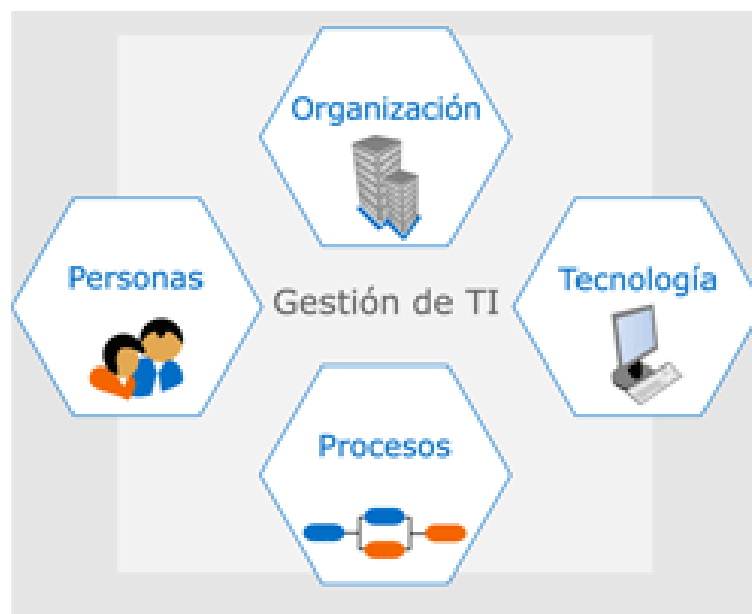 Organización
Personas
Gestión de TI
Tecnología
Procesos